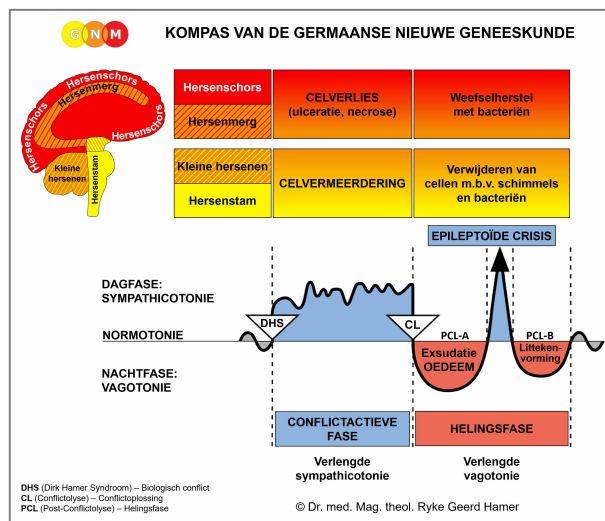 G N M
KOMPAS VAN DE GERMAANSE NIEUWE GENEESKUNDE
Hersenschors
Hersenmerg
Hersenschors
Hersenschors
Kleine
hersenen
Hersenstam
Hersenschors
Hersenmerg
CELVERLIES
(ulceratie, necrose)
Weefselherstel
met bacteriën
Kleine hersenen
Hersenstam
CELVERMEERDERING
Verwijderen van
cellen m.b.v. schimmels
en bacteriën
EPILEPTOÏDE CRISIS
DAGFASE:
SYMPATHICOTONIE
DHS
CL
NORMOTONIE
PCL-A
PCL-B
Exsudatie
OEDEEM
Litteken-
vorming
NACHTFASE:
VAGOTONIE
CONFLICTACTIEVE
FASE
HELINGSFASE
Verlengde
sympathicotonie
Verlengde
vagotonie
DHS (Dirk Hamer Syndroom) – Biologisch conflict
CL (Conflictolyse) – Conflictoplossing
PCL (Post-Conflictolyse) – Helingsfase
© Dr. med. Mag. theol. Ryke Geerd Hamer